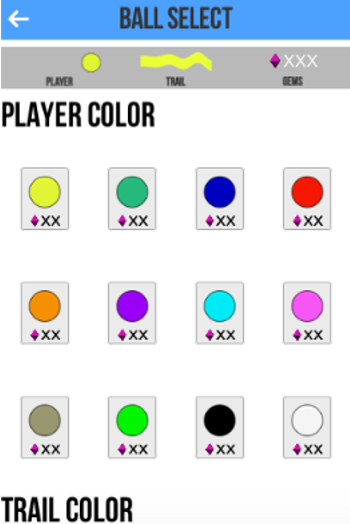 BALL SELECT
XXX
PLAYER TRAIL GEMS
PLAYER COLOR
XX XX XX XX
XX XX XX XX
XX XX XX XX
TRAIL COLOR